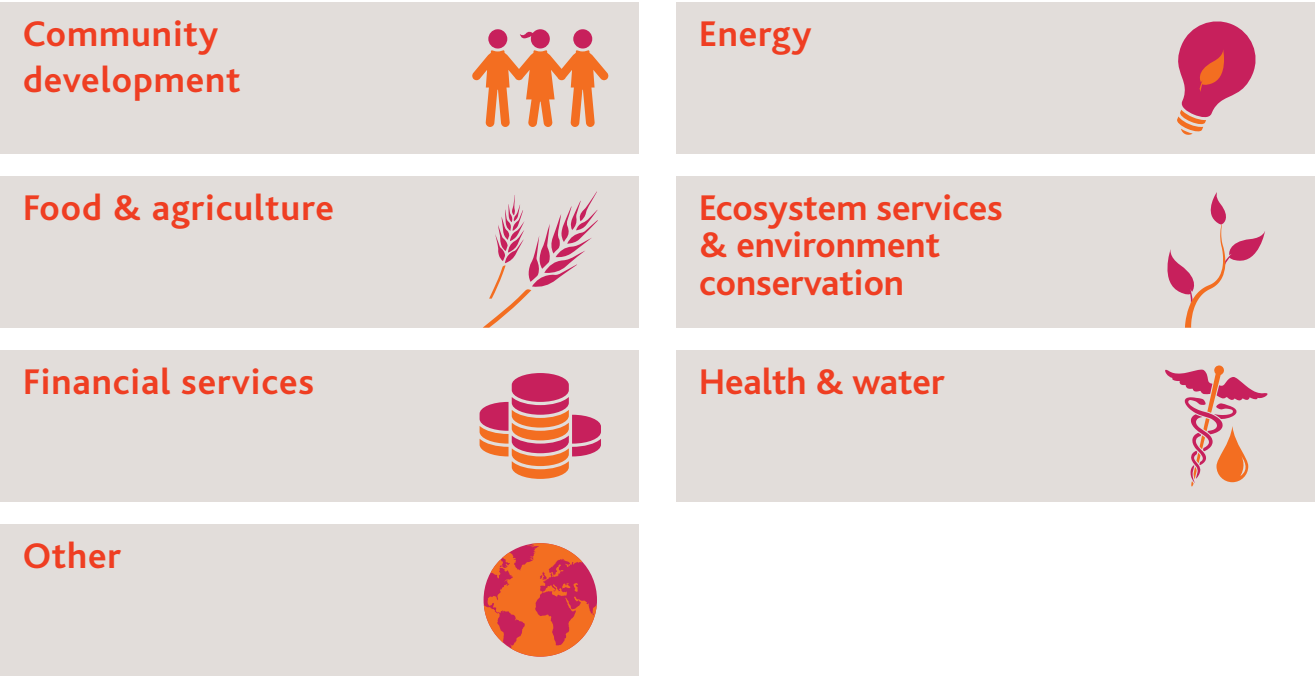 Community
development
Energy
Food & agriculture
Ecosystem services
& environment
conservation
Financial services
Health & water
Other